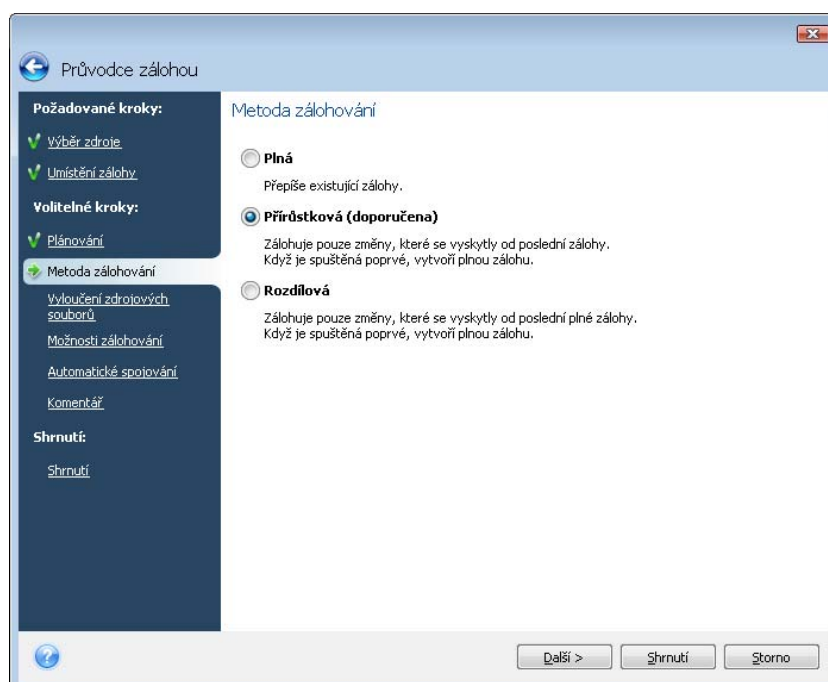 Průvodce zálohou
Požadované kroky:
Výběr zdroje
Umístění zálohy
Volitelné kroky:
Plánování
Metoda zálohování
Vyloučení zdrojových
souborů
Možnosti zálohování
Automatické spojování
Komentář
Shrnutí:
Shrnutí
Metoda zálohování
Plná
Přepíše existující zálohy.
Přírůstková (doporučena)
Zálohuje pouze změny, které se vyskytly od poslední zálohy.
Když je spuštěná poprvé, vytvoří plnou zálohu.
Rozdílová
Zálohuje pouze změny, které se vyskytly od poslední plné zálohy.
Když je spuštěná poprvé, vytvoří plnou zálohu.
Další >
Shrnutí
Storno